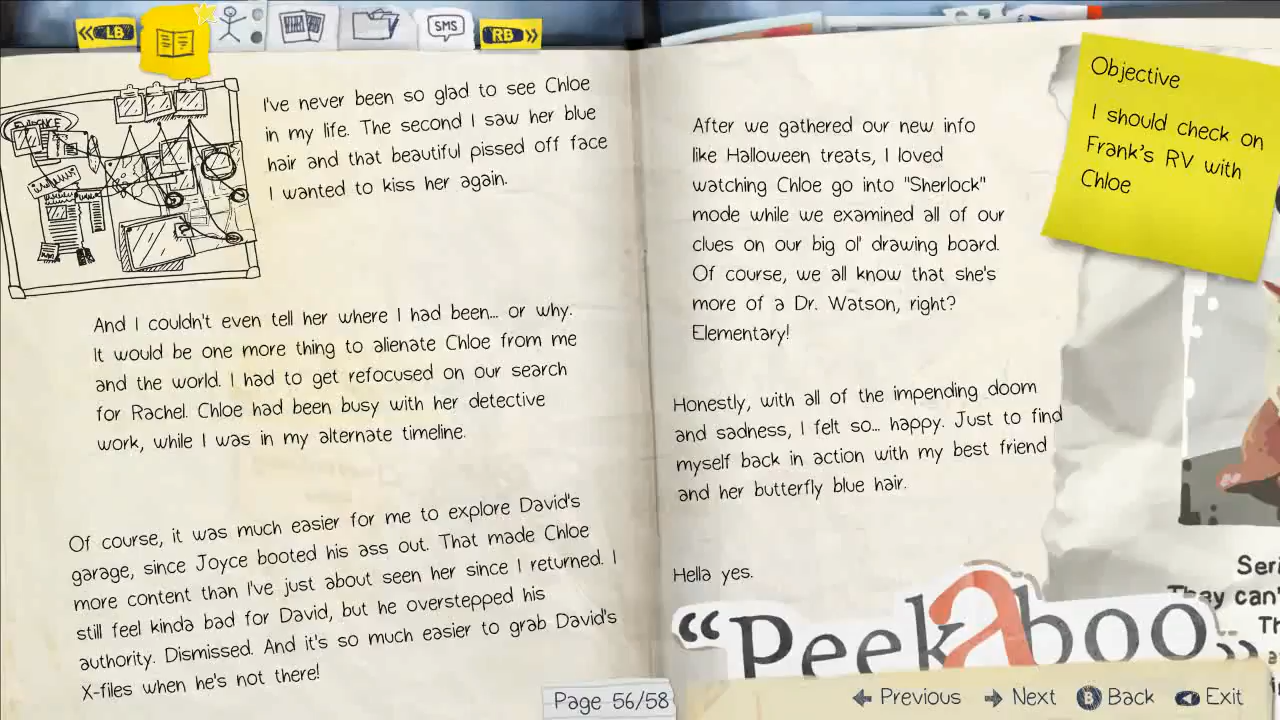 LB
SMS
RB
EVIDENCE
I've never been so glad to see Chloe
in my life. The second I saw her blue
hair and that beautiful pissed off face
I wanted to kiss her again.
And I couldn't even tell her where I had been... or why.
It would be one more thing to alienate Chloe from me
and the world. I had to get refocused on our search
for Rachel. Chloe had been busy with her detective
work, while I was in my alternate timeline.
Of course, it was much easier for me to explore David's
garage, since Joyce booted his ass out. That made Chloe
more content than I've just about seen her since I returned. I
still feel kinda bad for David, but he overstepped his
authority. Dismissed. And it's so much easier to grab David's
X-files when he's not there!
After we gathered our new info
like Halloween treats, I loved
watching Chloe go into "Sherlock"
mode while we examined all of our
clues on our big ol' drawing board.
Of course, we all know that she's
more of a Dr. Watson, right?
Elementary!
Honestly, with all of the impending doom
and sadness, I felt so... happy. Just to find
myself back in action with my best friend
and her butterfly blue hair.
Hella yes.
"Peekaboo"
Objective
I should check on
Frank's RV with
Chloe
Seri
They can'
Th
Page 56/58
Previous
Next
B Back
Exit